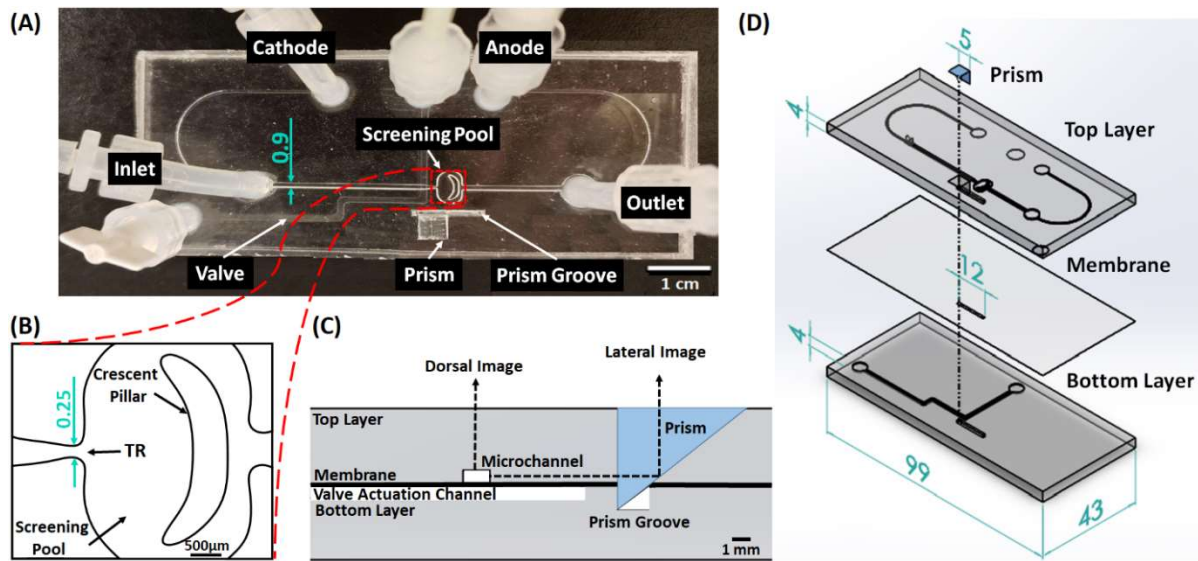 (A)
Cathode
Anode
Screening Pool
0.9
Inlet
Outlet
Valve
Prism
Prism Groove
1 cm
(B)
Crescent
Pillar
0.25
TR
Screening
Pool
500µm
(C)
Dorsal Image
Lateral Image
Top Layer
Prism
Microchannel
Membrane
Valve Actuation Channel
Bottom Layer
Prism Groove
1 mm
(D)
5
Prism
4
Top Layer
Membrane
12
4
Bottom Layer
99
43